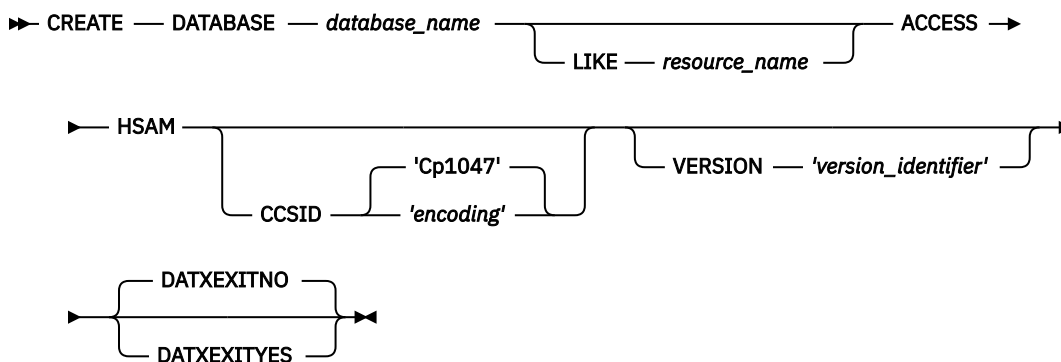 CREATE DATABASE database_name ACCESS
LIKE resource_name
HSAM
'Cp1047'
VERSION 'version_identifier'
CCSID 'encoding'
DATXEXITNO
DATXEXITYES